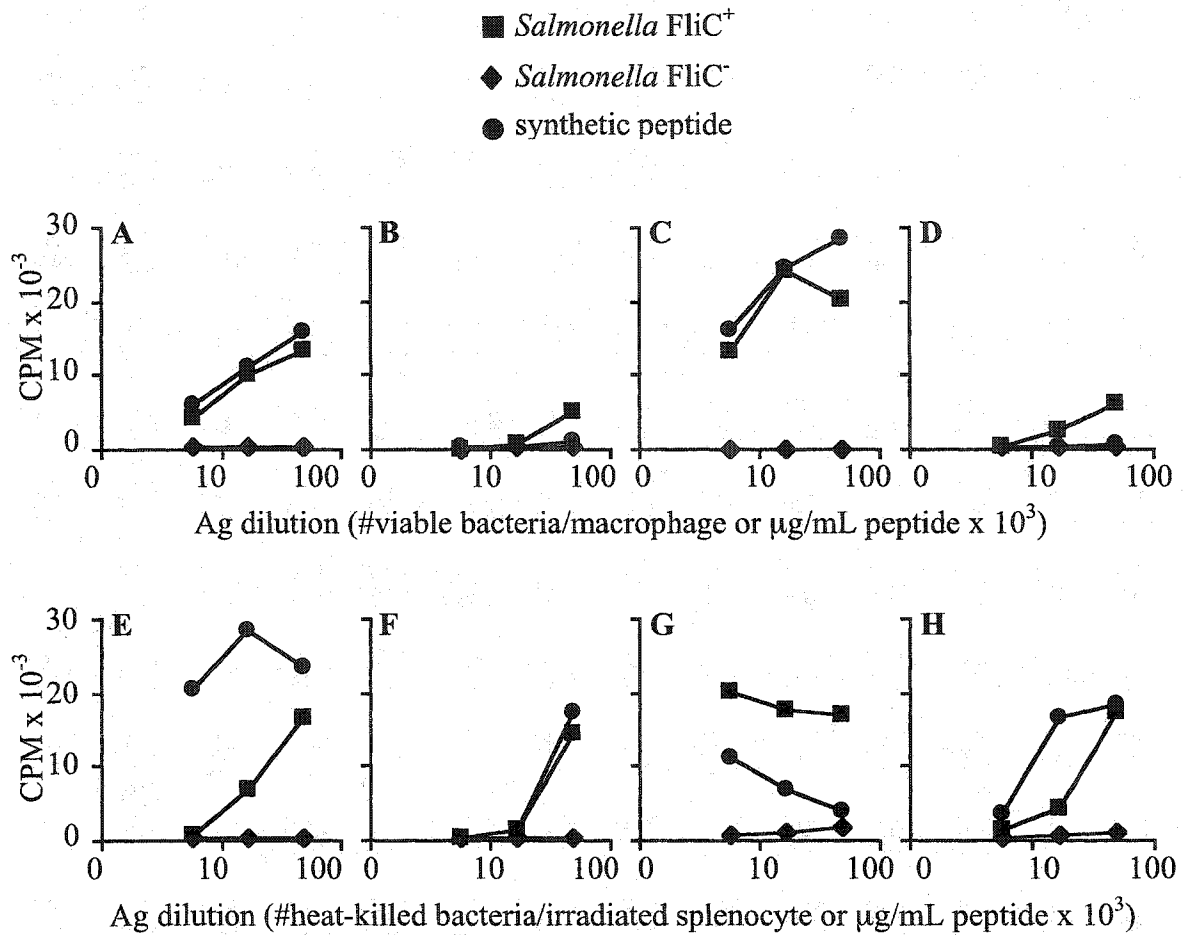 Salmonella FliC⁺
Salmonella FliC⁻
synthetic peptide
A
B
C
D
30
20
10
0
CPM x 10⁻³
0 10 100
0 10 100
0 10 100
0 10 100
Ag dilution (#viable bacteria/macrophage or μg/mL peptide x 10³)
E
F
G
H
30
20
10
0
CPM x 10⁻³
0 10 100
0 10 100
0 10 100
0 10 100
Ag dilution (#heat-killed bacteria/irradiated splenocyte or μg/mL peptide x 10³)